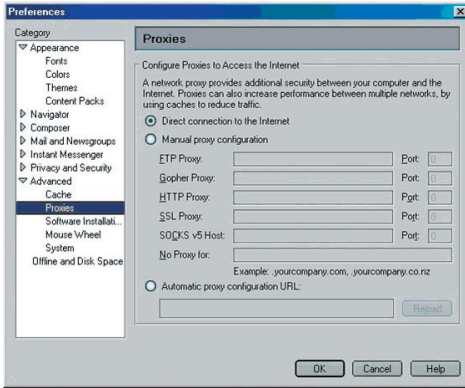 Preferences
Category
Appearance
Fonts
Colors
Themes
Content Packs
Navigator
Composer
Mail and Newsgroups
Instant Messenger
Privacy and Security
Advanced
Cache
Proxies
Software Installati...
Mouse Wheel
System
Offline and Disk Space
Proxies
Configure Proxies to Access the Internet
A network proxy provides additional security between your computer and the
Internet. Proxies can also increase performance between multiple networks, by
using caches to reduce traffic.
Direct connection to the Internet
Manual proxy configuration
FTP Proxy: Port: 0
Gopher Proxy: Port: 0
HTTP Proxy: Port: 0
SSL Proxy: Port: 0
SOCKS v5 Host: Port: 0
No Proxy for:
Example: .yourcompany.com, .yourcompany.co.nz
Automatic proxy configuration URL:
Reload
OK Cancel Help